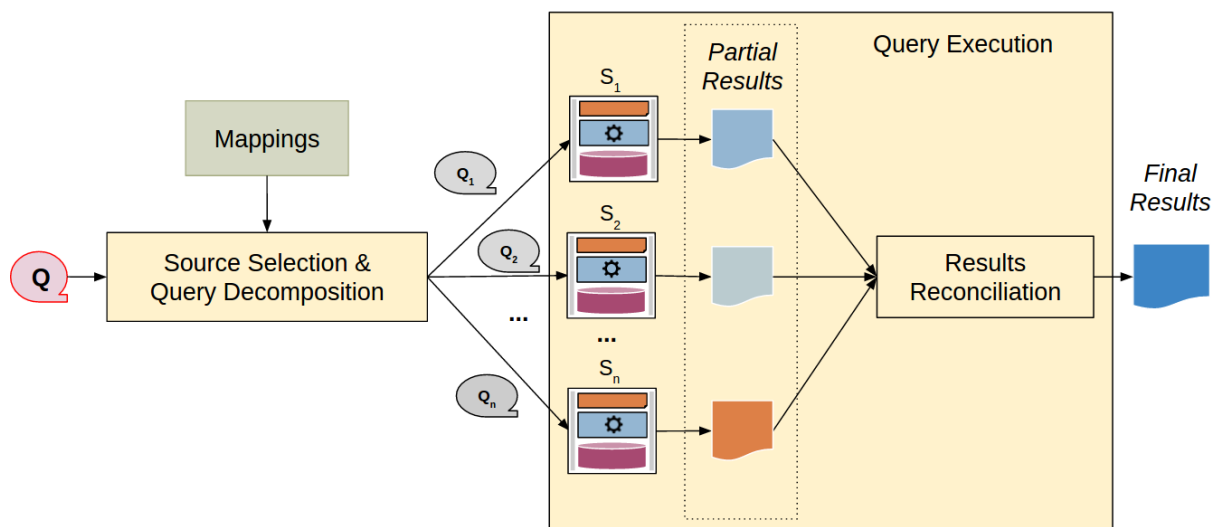 Query Execution
Partial
Results
S1
Mappings
Q1
Final
Results
S2
Q2
Q
Source Selection &
Query Decomposition
Results
Reconciliation
...
...
Sn
Qn